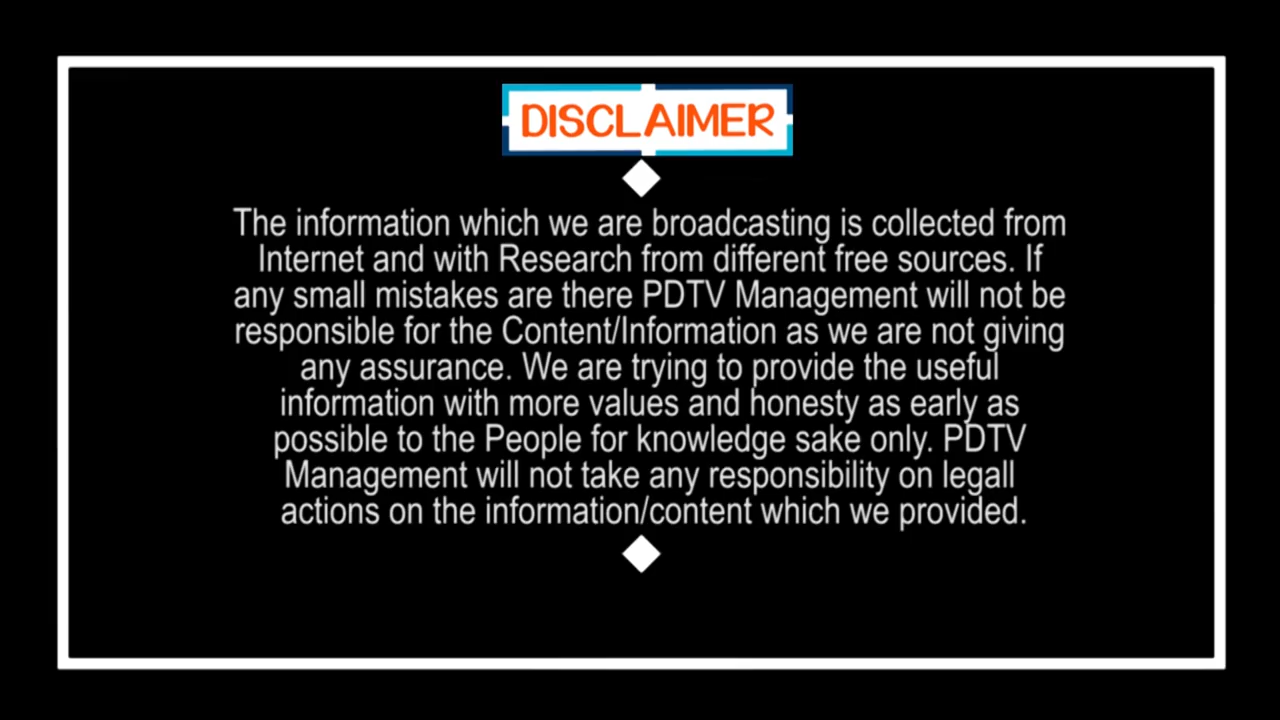 DISCLAIMER
The information which we are broadcasting is collected from
Internet and with Research from different free sources. If
any small mistakes are there PDTV Management will not be
responsible for the Content/Information as we are not giving
any assurance. We are trying to provide the useful
information with more values and honesty as early as
possible to the People for knowledge sake only. PDTV
Management will not take any responsibility on legall
actions on the information/content which we provided.